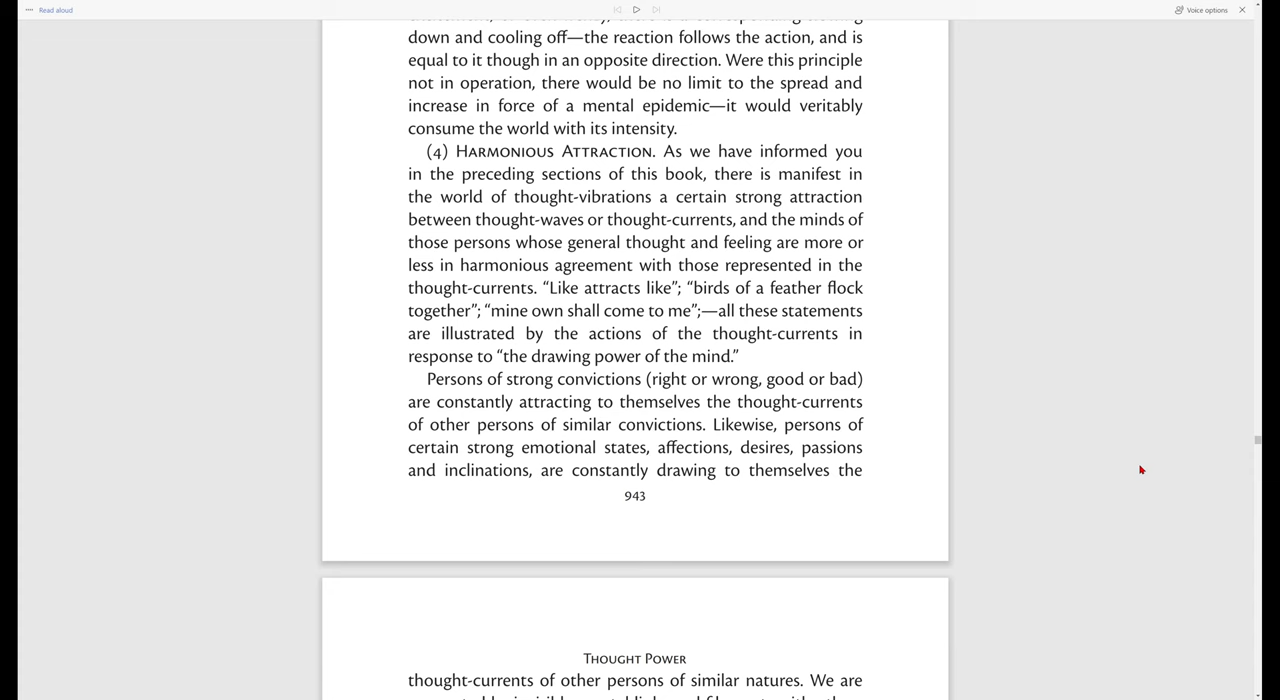 Read aloud
Voice options
down and cooling off—the reaction follows the action, and is
equal to it though in an opposite direction. Were this principle
not in operation, there would be no limit to the spread and
increase in force of a mental epidemic—it would veritably
consume the world with its intensity.
(4) Harmonious Attraction. As we have informed you
in the preceding sections of this book, there is manifest in
the world of thought-vibrations a certain strong attraction
between thought-waves or thought-currents, and the minds of
those persons whose general thought and feeling are more or
less in harmonious agreement with those represented in the
thought-currents. “Like attracts like”; “birds of a feather flock
together”; “mine own shall come to me”;—all these statements
are illustrated by the actions of the thought-currents in
response to “the drawing power of the mind.”
Persons of strong convictions (right or wrong, good or bad)
are constantly attracting to themselves the thought-currents
of other persons of similar convictions. Likewise, persons of
certain strong emotional states, affections, desires, passions
and inclinations, are constantly drawing to themselves the
943
Thought Power
thought-currents of other persons of similar natures. We are